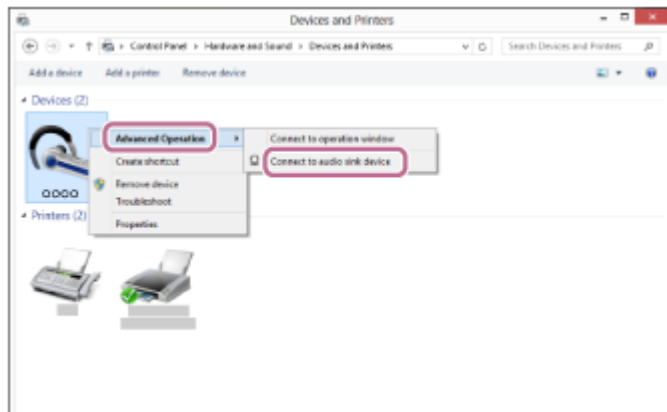 Devices and Printers
Control Panel › Hardware and Sound › Devices and Printers
Search Devices and Printers
Add a device Add a printer Remove device
Devices (2)
Advanced Operation
Connect to operation window
Create shortcut
Connect to audio sink device
Remove device
Troubleshoot
Properties
Printers (2)